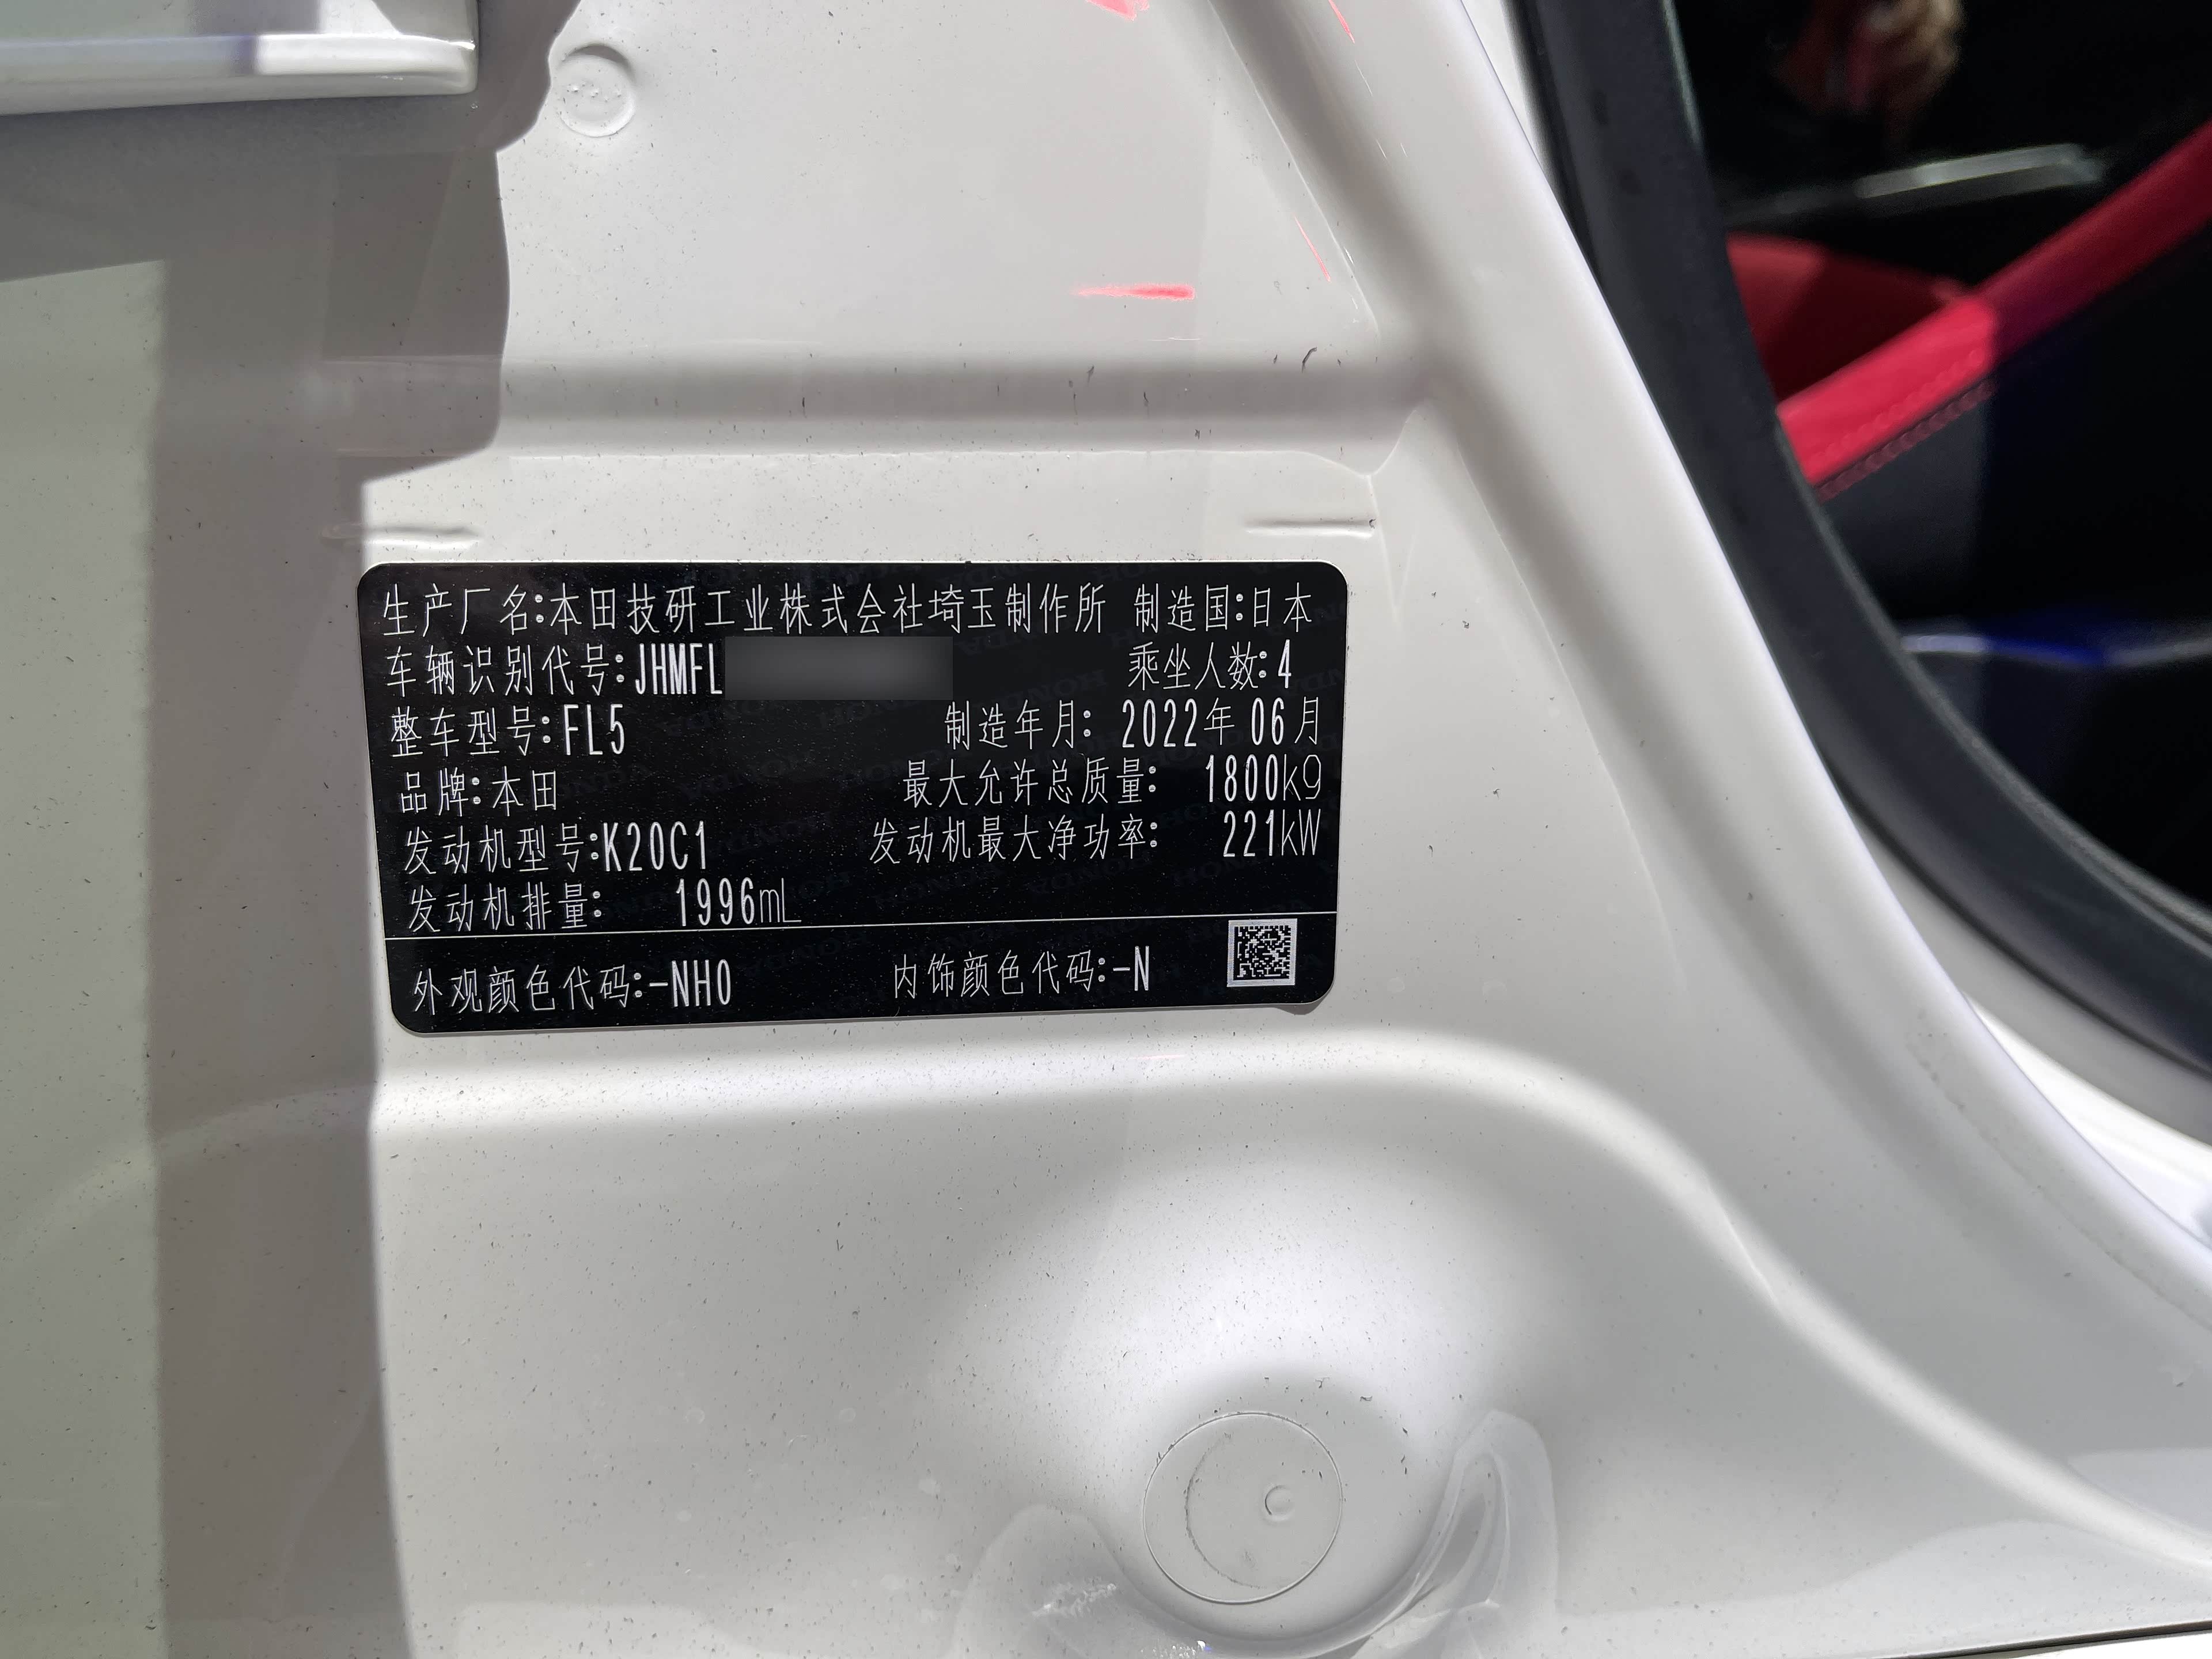 生产厂名:本田技研工业株式会社埼玉制作所 制造国:日本
车辆识别代号:JHMFL 乘坐人数:4
整车型号:FL5 制造年月: 2022年 06月
品牌:本田 最大允许总质量: 1800kg
发动机型号:K20C1 发动机最大净功率: 221kW
发动机排量: 1996mL
外观颜色代码:-NH0 内饰颜色代码:-N